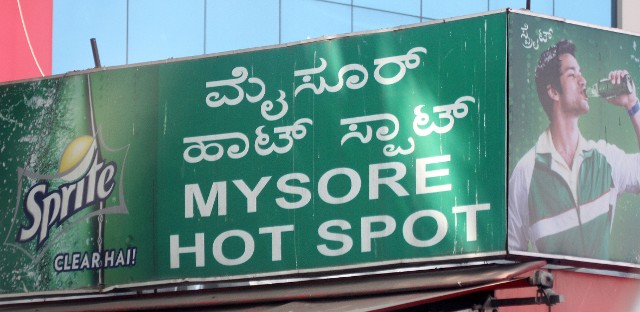 ಮೈಸೂರ್
ಹಾಟ್ ಸ್ಪಾಟ್
MYSORE
HOT SPOT
Sprite
CLEAR HAI!
ಸ್ಪ್ರೈಟ್